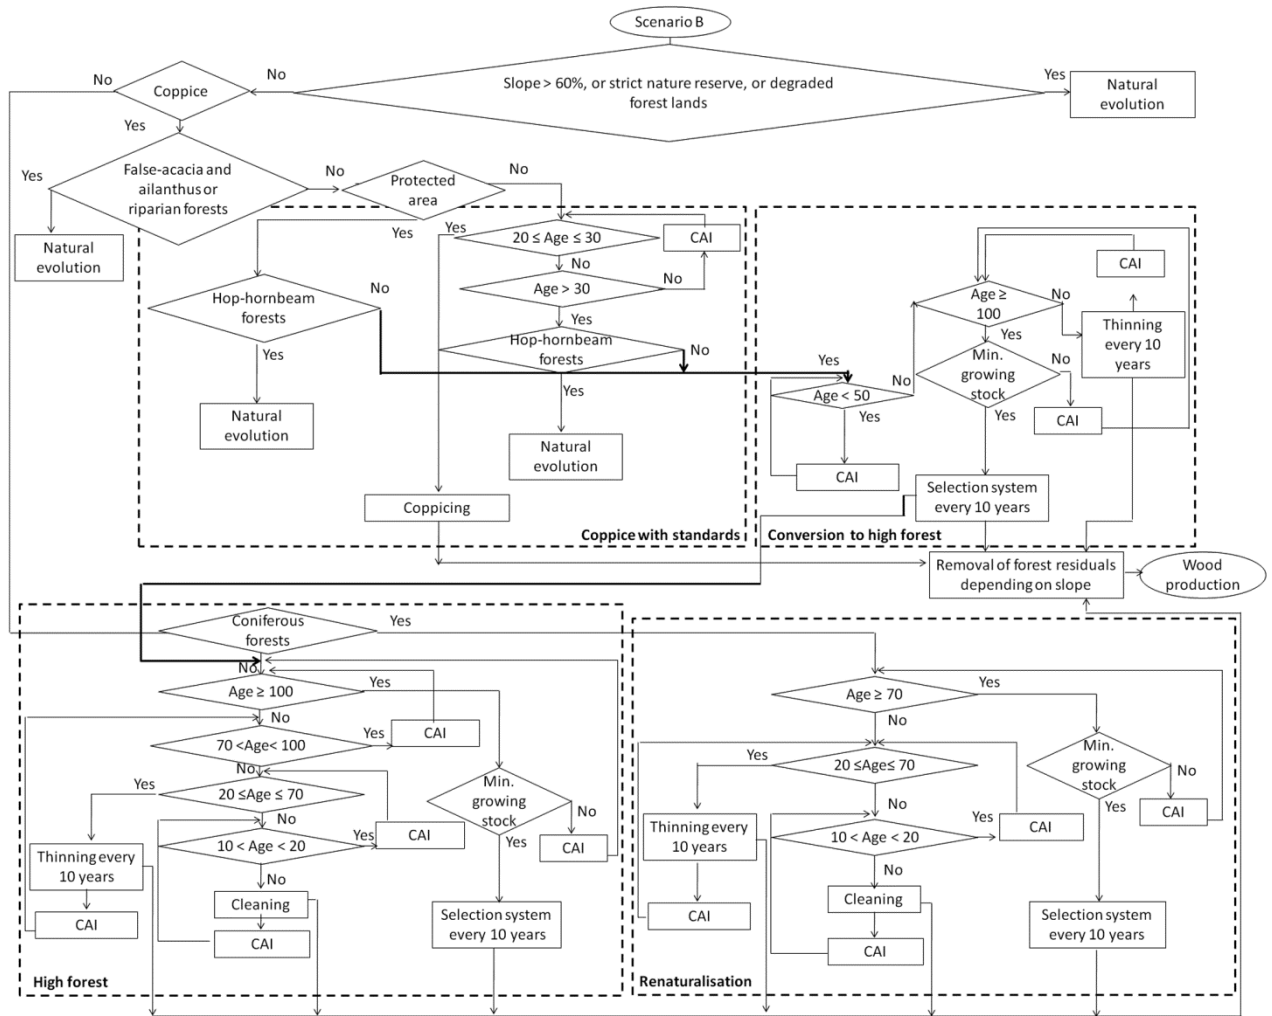 Scenario B
Slope > 60%, or strict nature reserve, or degraded
forest lands
Yes
Natural
evolution
No
Coppice
No
Yes
False-acacia and
ailanthus or
riparian forests
Yes
Natural
evolution
No
Protected
area
No
Yes
Hop-hornbeam
forests
No
Yes
Natural
evolution
20 ≤ Age ≤ 30
Yes
No
CAI
Age > 30
No
Yes
Hop-hornbeam
forests
No
Yes
Natural
evolution
Coppicing
Coppice with standards
Yes
Age < 50
No
Yes
CAI
Age ≥
100
No
Yes
CAI
Thinning
every 10
years
Min.
growing
stock
No
Yes
CAI
Selection system
every 10 years
Conversion to high forest
Removal of forest residuals
depending on slope
Wood
production
Coniferous
forests
Yes
No
Age ≥ 100
Yes
No
70 <Age< 100
Yes
CAI
No
20 ≤Age ≤ 70
Yes
No
CAI
10 < Age < 20
Yes
No
Thinning every
10 years
CAI
Cleaning
CAI
Min.
growing
stock
No
Yes
CAI
Selection system
every 10 years
High forest
Age ≥ 70
Yes
No
20 ≤Age≤ 70
Yes
No
10 < Age < 20
Yes
CAI
No
Thinning every
10 years
CAI
Cleaning
CAI
Min.
growing
stock
No
Yes
CAI
Selection system
every 10 years
Renaturalisation